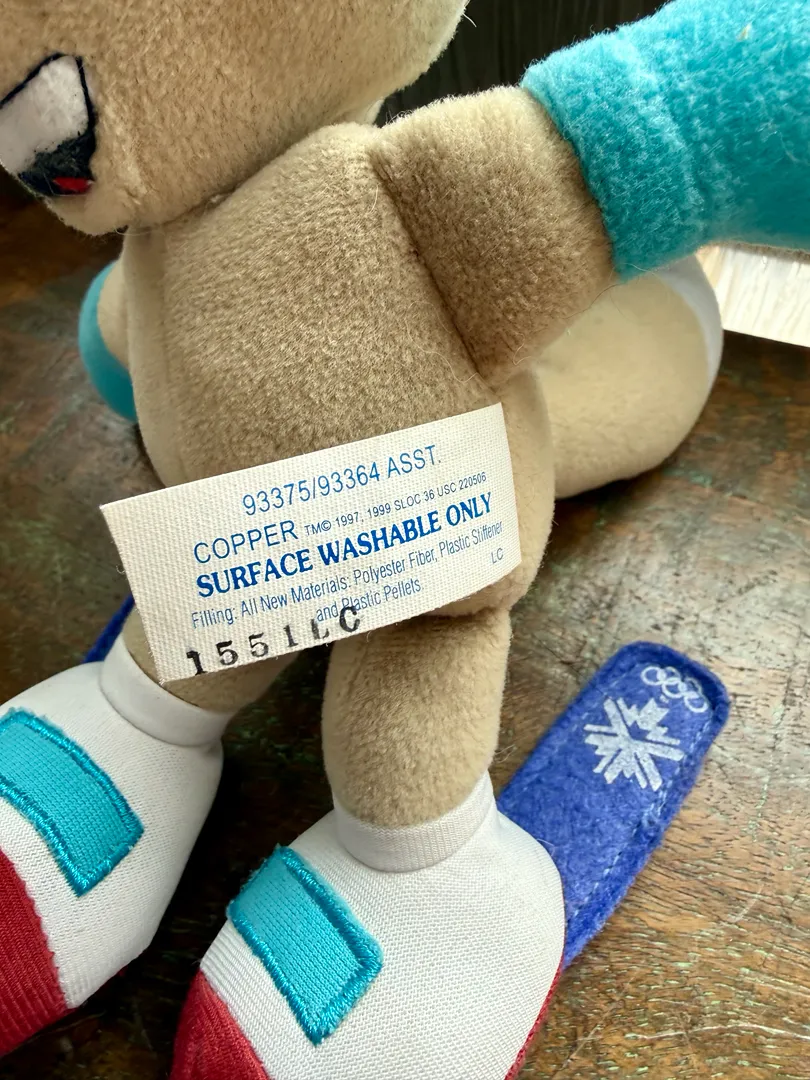 93375/93364 ASST.
COPPER TM© 1997, 1999 SLOC 36 USC 220506
SURFACE WASHABLE ONLY
Filling: All New Materials: Polyester Fiber, Plastic Stiffener
and Plastic Pellets.
LC
1551LC